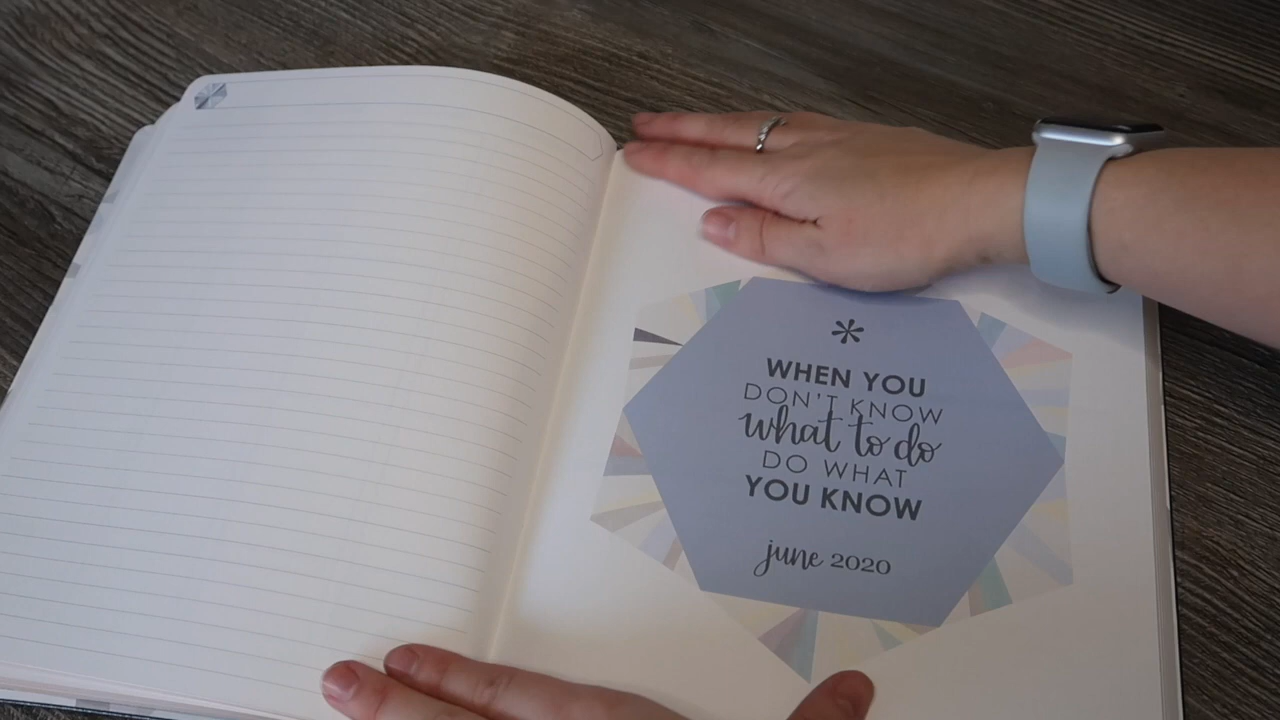 *
WHEN YOU
DON'T KNOW
what to do
DO WHAT
YOU KNOW
june 2020